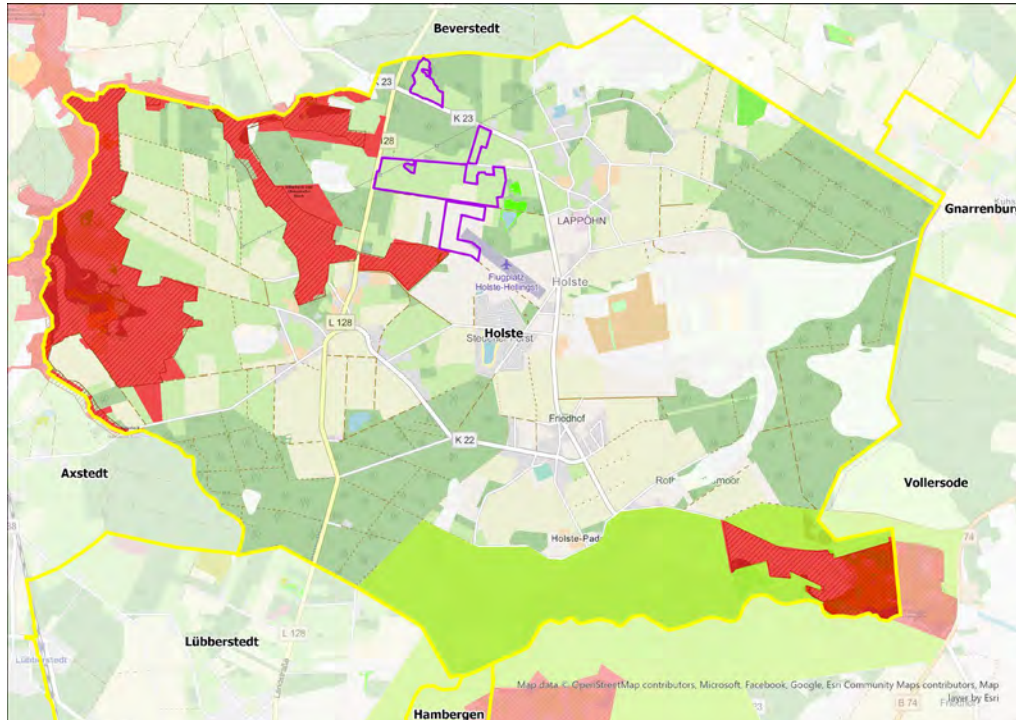 Beverstedt
K 23
K 23
128
Gnarrenburg
LAPPÖHN
Flugplatz
Holste-Hellingst
Holste
L 128
Holste
Friedhof
K 22
Axstedt
Vollersode
Holste-Pad
74
Lübberstedt
L 128
Lübberstedt
Map data © OpenStreetMap contributors, Microsoft, Facebook, Google, Esri Community Maps contributors, Map
layer by Esri
Hambergen
B 74
Friedhof